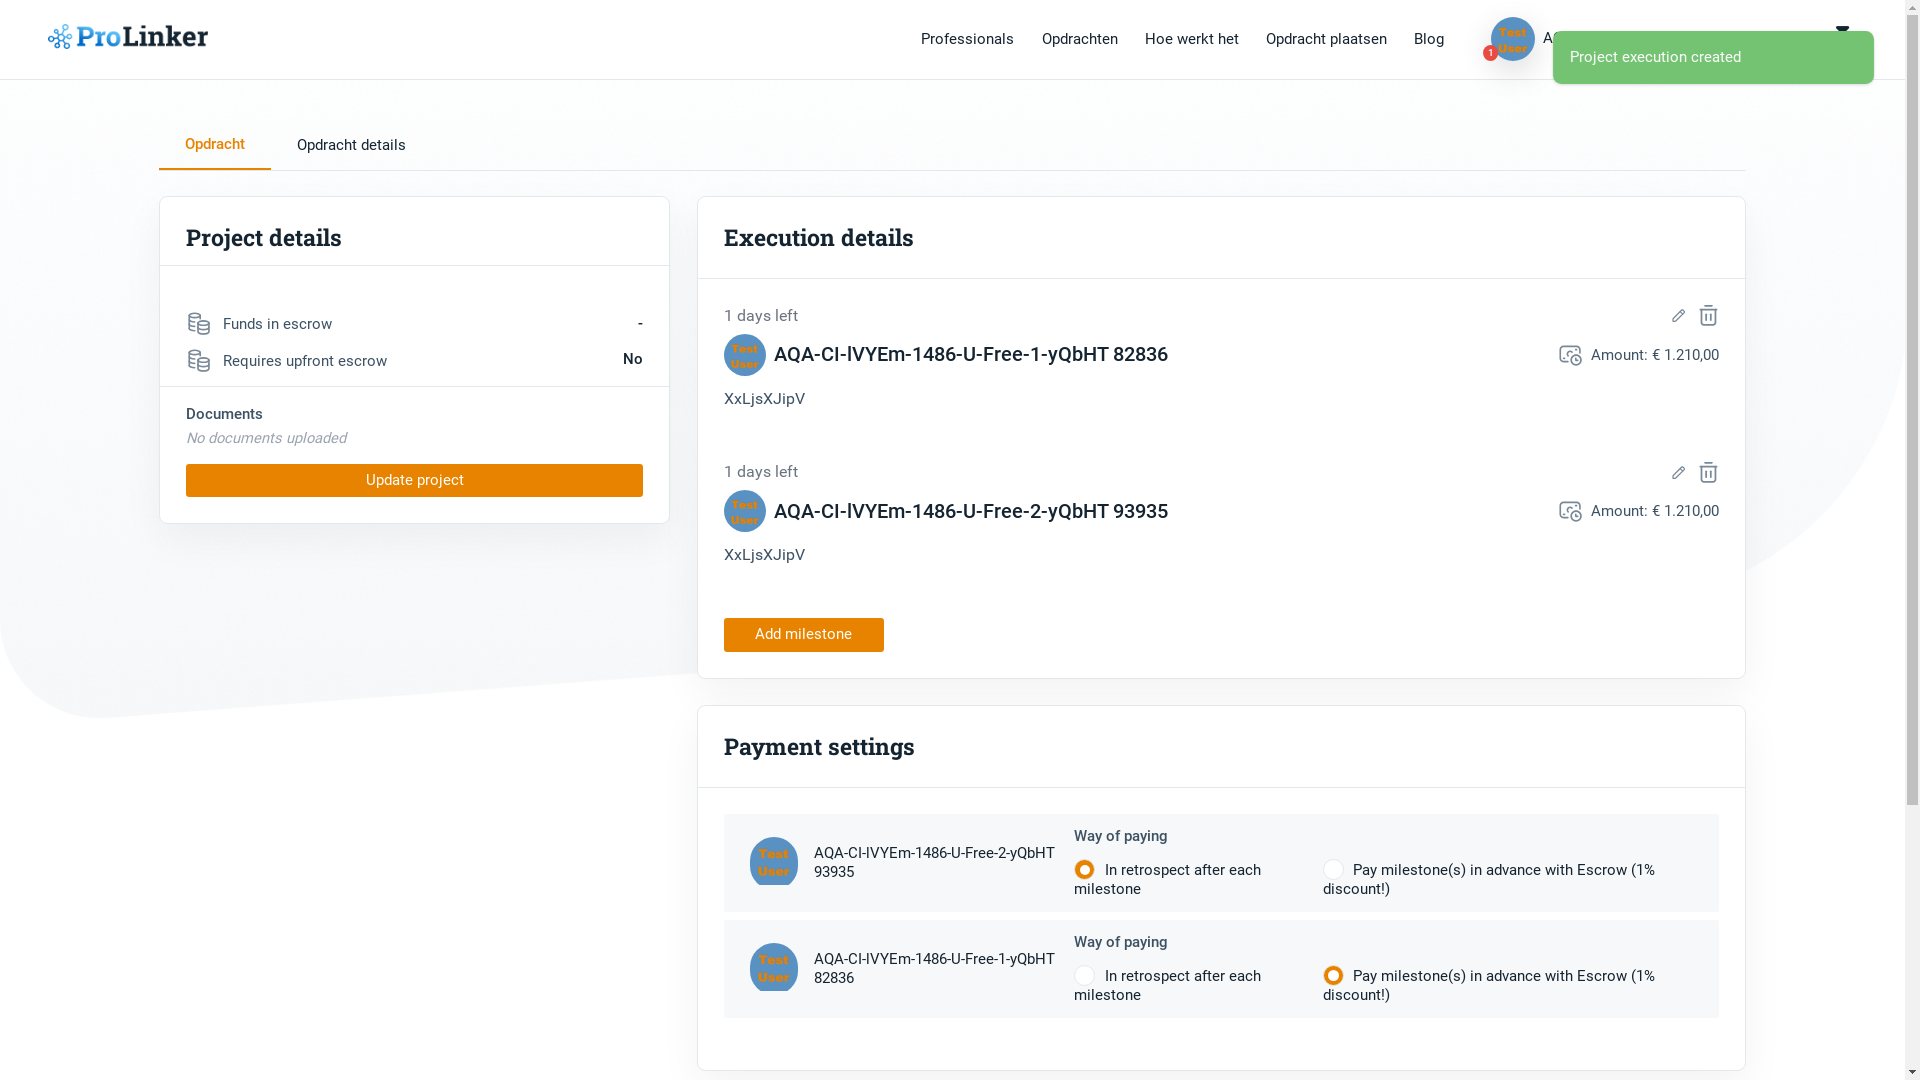 ProLinker
Professionals Opdrachten Hoe werkt het Opdracht plaatsen Blog
Test
User
1
Project execution created
Opdracht Opdracht details
Project details
Funds in escrow -
Requires upfront escrow No
Documents
No documents uploaded
Update project
Execution details
1 days left
Test
User
AQA-CI-lVYEm-1486-U-Free-1-yQbHT 82836
Amount: € 1.210,00
XxLjsXJipV
1 days left
Test
User
AQA-CI-lVYEm-1486-U-Free-2-yQbHT 93935
Amount: € 1.210,00
XxLjsXJipV
Add milestone
Payment settings
Test
User
AQA-CI-lVYEm-1486-U-Free-2-yQbHT
93935
Way of paying
In retrospect after each
milestone
Pay milestone(s) in advance with Escrow (1%
discount!)
Test
User
AQA-CI-lVYEm-1486-U-Free-1-yQbHT
82836
Way of paying
In retrospect after each
milestone
Pay milestone(s) in advance with Escrow (1%
discount!)